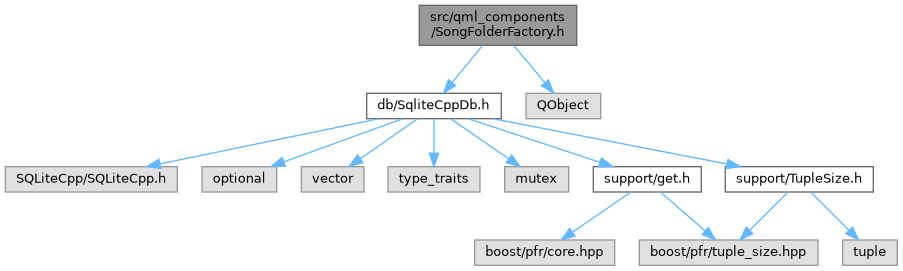 src/qml_components
/SongFolderFactory.h
db/SqliteCppDb.h
QObject
SQLiteCpp/SQLiteCpp.h
optional
vector
type_traits
mutex
support/get.h
support/TupleSize.h
boost/pfr/core.hpp
boost/pfr/tuple_size.hpp
tuple